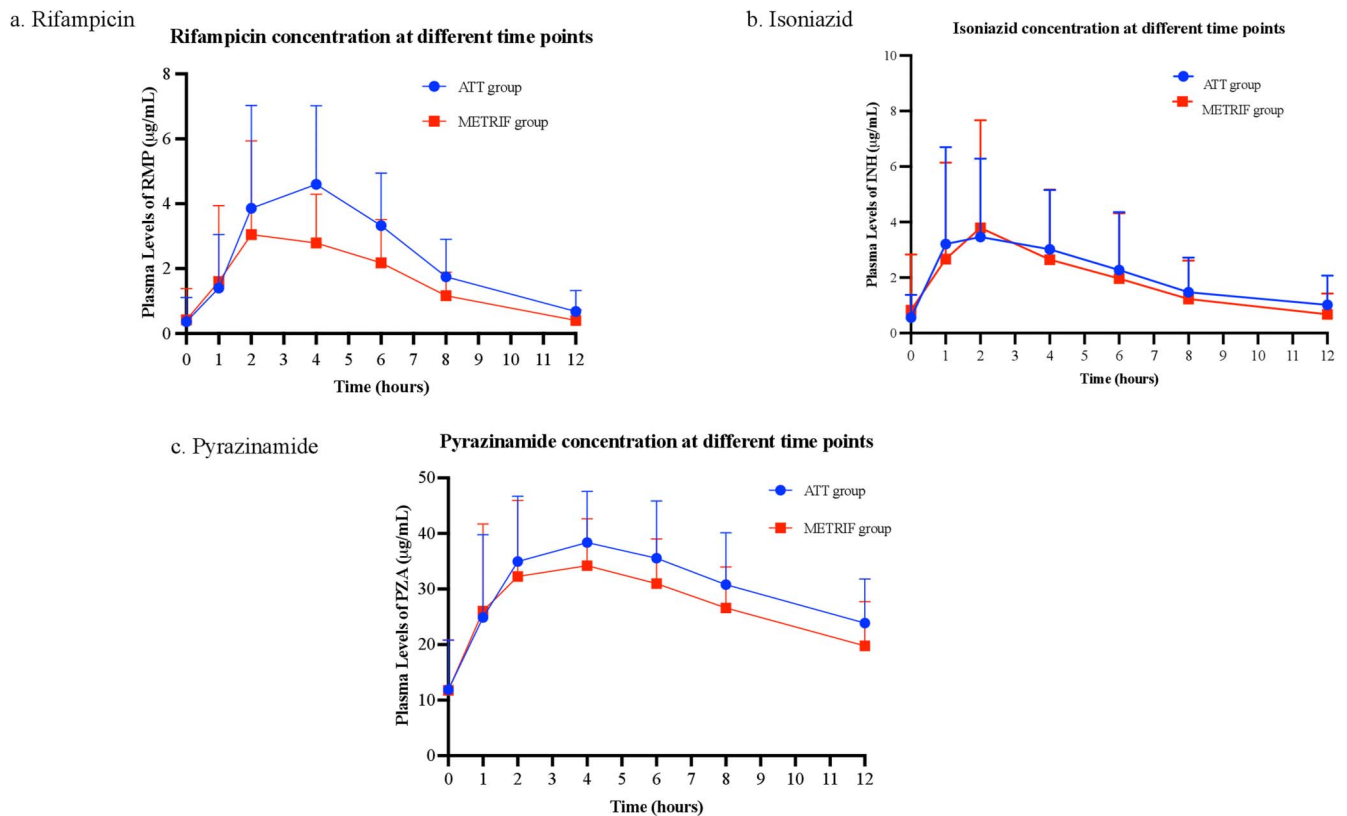 a. Rifampicin
Rifampicin concentration at different time points
Plasma Levels of RMP (μg/mL)
8
6
4
2
0
ATT group
METRIF group
0 1 2 3 4 5 6 7 8 9 10 11 12
Time (hours)
b. Isoniazid
Isoniazid concentration at different time points
Plasma Levels of INH (μg/mL)
10
8
6
4
2
0
ATT group
METRIF group
0 1 2 3 4 5 6 7 8 9 10 11 12
Time (hours)
c. Pyrazinamide
Pyrazinamide concentration at different time points
Plasma Levels of PZA (μg/mL)
50
40
30
20
10
0
ATT group
METRIF group
0 1 2 3 4 5 6 7 8 9 10 11 12
Time (hours)